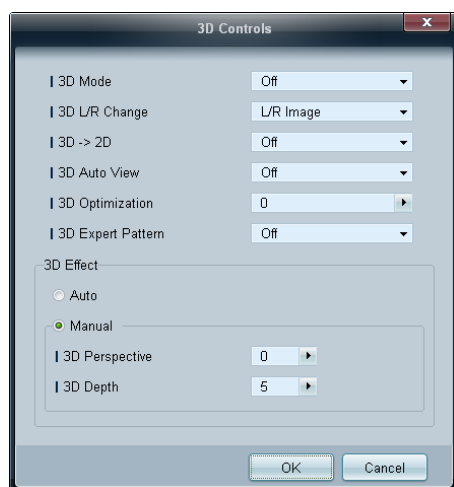 3D Controls
x
3D Mode Off
3D L/R Change L/R Image
3D -> 2D Off
3D Auto View Off
3D Optimization 0
3D Expert Pattern Off
3D Effect
Auto
Manual
3D Perspective 0
3D Depth 5
OK Cancel